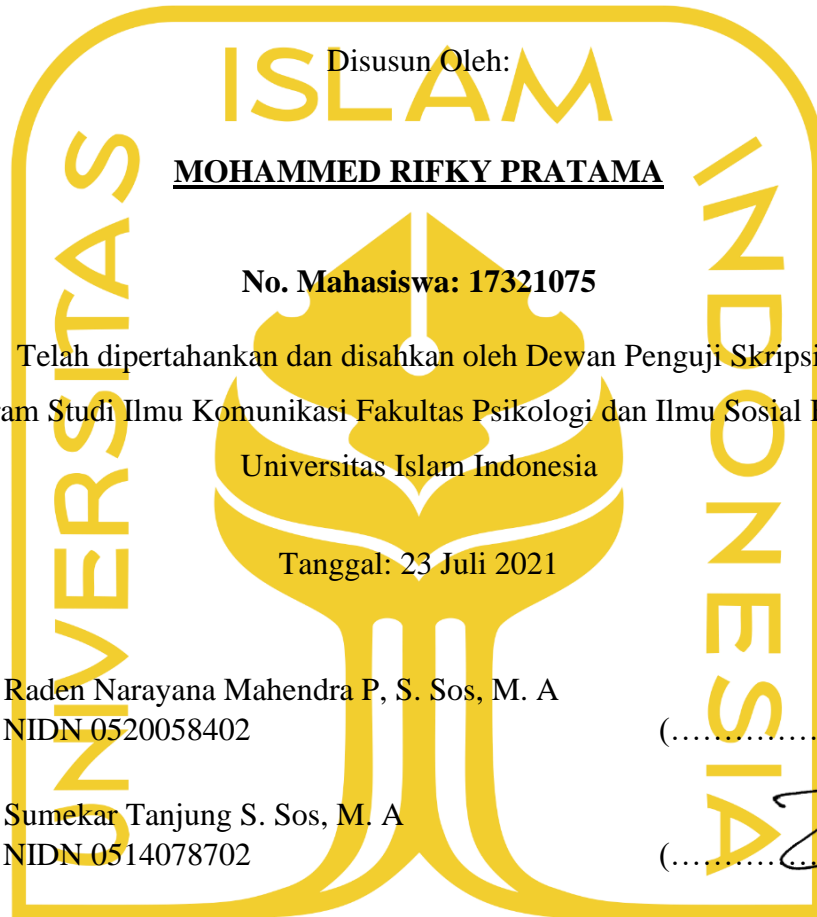 Disusun Oleh:
ISLAM
MOHAMMED RIFKY PRATAMA
UNIVERSITAS
INDONESIA
No. Mahasiswa: 17321075
Telah dipertahankan dan disahkan oleh Dewan Penguji Skripsi
Studi Ilmu Komunikasi Fakultas Psikologi dan Ilmu Sosial
Universitas Islam Indonesia
Tanggal: 23 Juli 2021
Raden Narayana Mahendra P, S. Sos, M. A
NIDN 0520058402 (……………
Sumekar Tanjung S. Sos, M. A
NIDN 0514078702 (……………